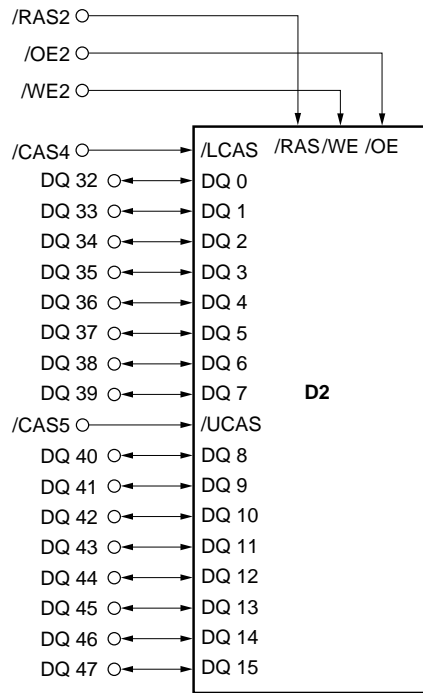 /RAS2
/OE2
/WE2
/CAS4 /LCAS /RAS /WE /OE
DQ 32 DQ 0
DQ 33 DQ 1
DQ 34 DQ 2
DQ 35 DQ 3
DQ 36 DQ 4
DQ 37 DQ 5
DQ 38 DQ 6
DQ 39 DQ 7 D2
/CAS5 /UCAS
DQ 40 DQ 8
DQ 41 DQ 9
DQ 42 DQ 10
DQ 43 DQ 11
DQ 44 DQ 12
DQ 45 DQ 13
DQ 46 DQ 14
DQ 47 DQ 15